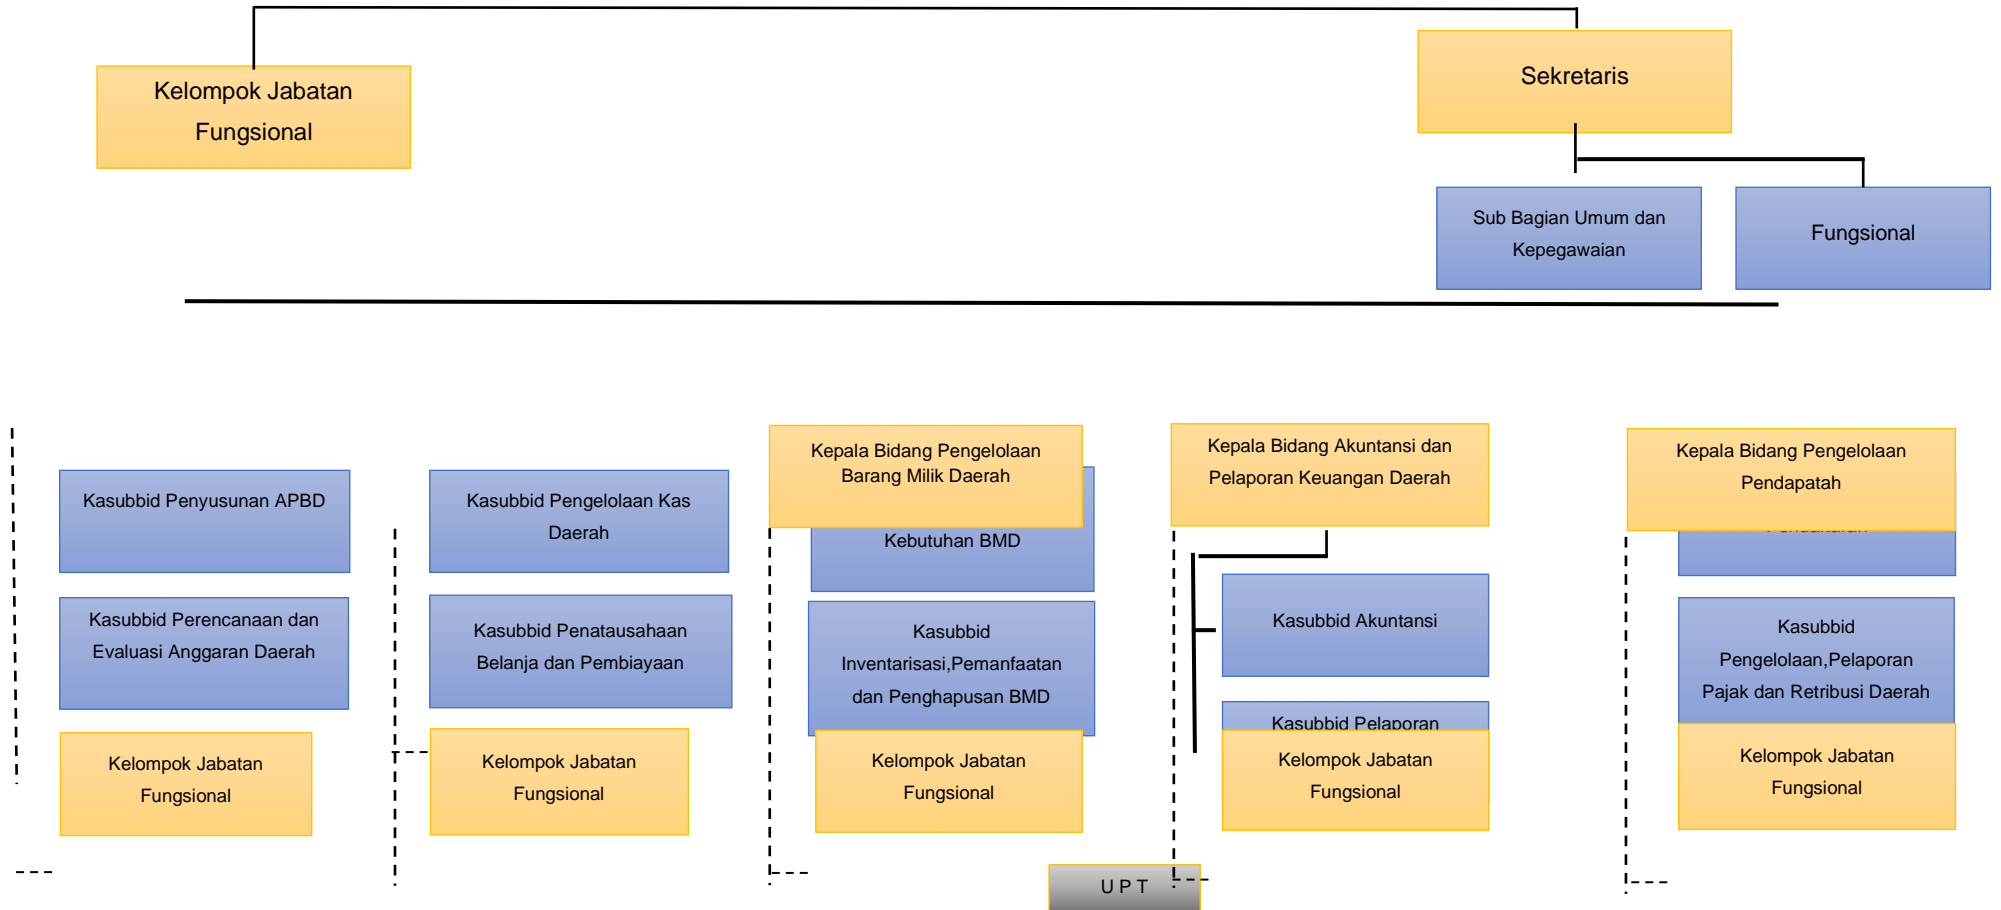 Kelompok Jabatan
Fungsional
Sekretaris
Sub Bagian Umum dan
Kepegawaian
Fungsional
Kasubbid Penyusunan APBD
Kasubbid Perencanaan dan
Evaluasi Anggaran Daerah
Kelompok Jabatan
Fungsional
Kasubbid Pengelolaan Kas
Daerah
Kasubbid Penatausahaan
Belanja dan Pembiayaan
Kelompok Jabatan
Fungsional
Kepala Bidang Pengelolaan
Barang Milik Daerah
Kebutuhan BMD
Kasubbid
Inventarisasi,Pemanfaatan
dan Penghapusan BMD
Kelompok Jabatan
Fungsional
Kepala Bidang Akuntansi dan
Pelaporan Keuangan Daerah
Kasubbid Akuntansi
Kasubbid Pelaporan
Kelompok Jabatan
Fungsional
Kepala Bidang Pengelolaan
Pendapatah
Kasubbid
Pengelolaan,Pelaporan
Pajak dan Retribusi Daerah
Kelompok Jabatan
Fungsional
U P T